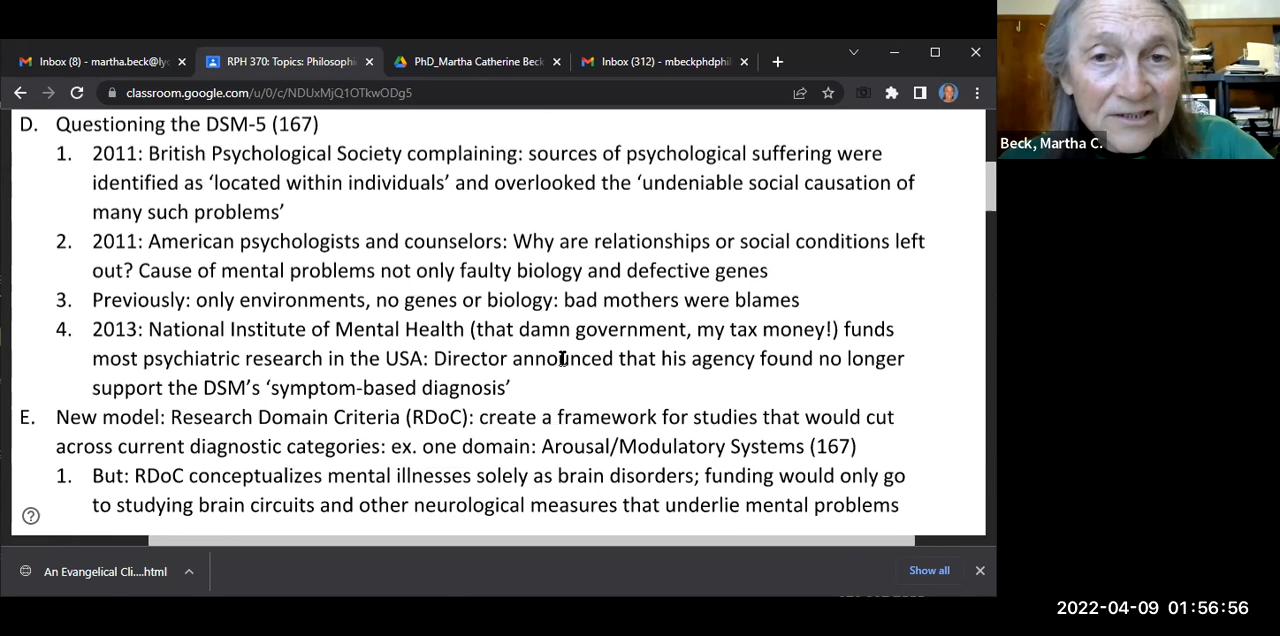 Inbox (8) - martha.beck@ly
RPH 370: Topics: Philosophi
PhD_Martha Catherine Beck
Inbox (312) - mbeckphdphil
classroom.google.com/u/0/c/NDUxMjQ1OTkwODg5
D. Questioning the DSM-5 (167)
1. 2011: British Psychological Society complaining: sources of psychological suffering were
identified as ‘located within individuals’ and overlooked the ‘undeniable social causation of
many such problems’
2. 2011: American psychologists and counselors: Why are relationships or social conditions left
out? Cause of mental problems not only faulty biology and defective genes
3. Previously: only environments, no genes or biology: bad mothers were blames
4. 2013: National Institute of Mental Health (that damn government, my tax money!) funds
most psychiatric research in the USA: Director announced that his agency found no longer
support the DSM’s ‘symptom-based diagnosis’
E. New model: Research Domain Criteria (RDoC): create a framework for studies that would cut
across current diagnostic categories: ex. one domain: Arousal/Modulatory Systems (167)
1. But: RDoC conceptualizes mental illnesses solely as brain disorders; funding would only go
to studying brain circuits and other neurological measures that underlie mental problems
An Evangelical Cli....html
Show all
Beck, Martha C.
2022-04-09 01:56:56